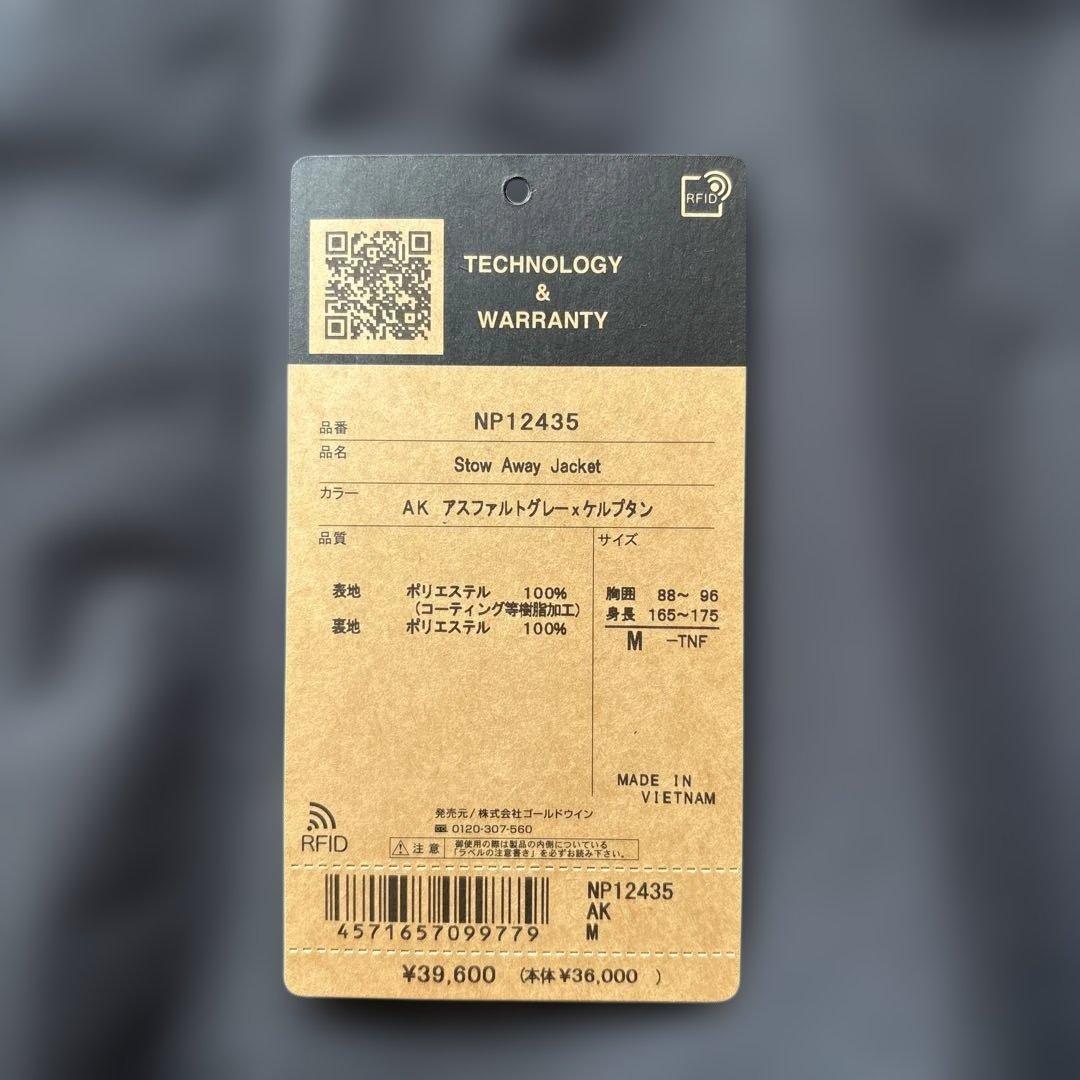 RFID
TECHNOLOGY
&
WARRANTY
品番 NP12435
品名
Stow Away Jacket
カラー
AK アスファルトグレーxケルプタン
品質
表地 ポリエステル 100%
(コーティング等樹脂加工)
裏地 ポリエステル 100%
サイズ
胸囲 88〜 96
身長 165〜175
M -TNF
MADE IN
VIETNAM
RFID
発売元/株式会社ゴールドウイン
0120-307-560
注意 御使用の際は製品の内側についている
「ラベルの注意書き」を必ずお読み下さい。
4571657099779
NP12435
AK
M
¥39,600 (本体¥36,000 )